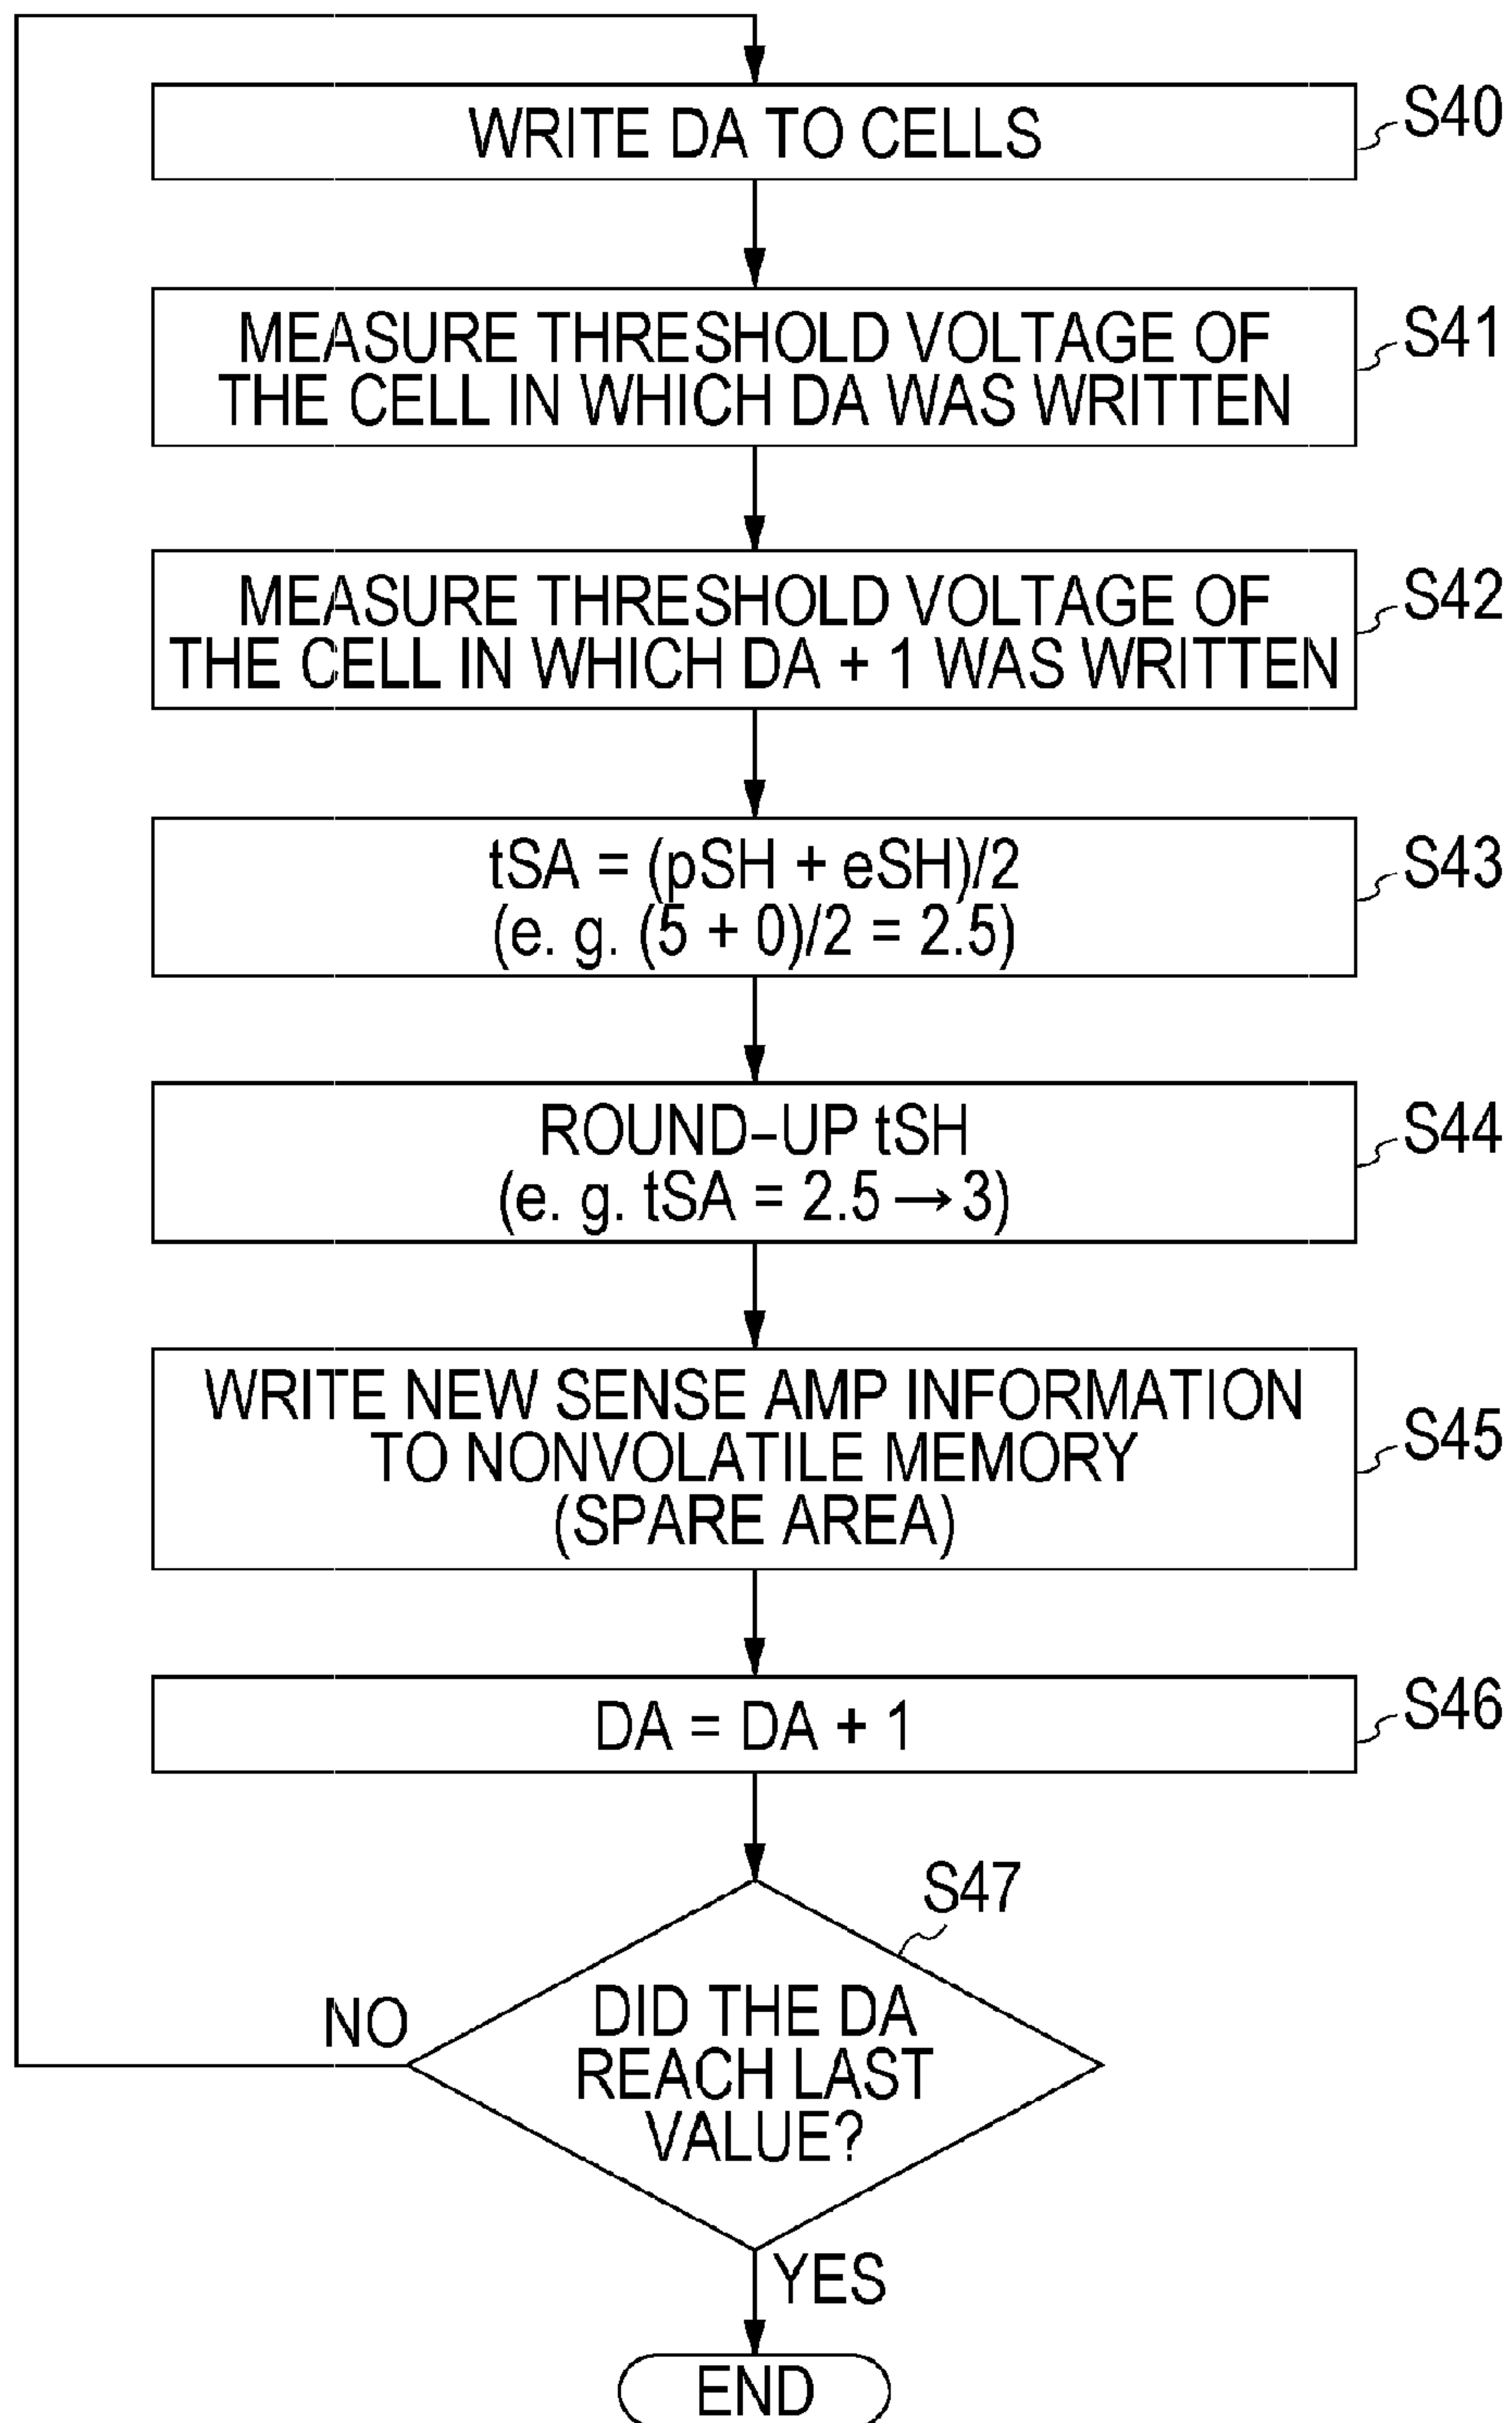 WRITE DA TO CELLS
S40
MEASURE THRESHOLD VOLTAGE OF
THE CELL IN WHICH DA WAS WRITTEN
S41
MEASURE THRESHOLD VOLTAGE OF
THE CELL IN WHICH DA + 1 WAS WRITTEN
S42
tSA = (pSH + eSH)/2
(e. g. (5 + 0)/2 = 2.5)
S43
ROUND–UP tSH
(e. g. tSA = 2.5 → 3)
S44
WRITE NEW SENSE AMP INFORMATION
TO NONVOLATILE MEMORY
(SPARE AREA)
S45
DA = DA + 1
S46
S47
DID THE DA
REACH LAST
VALUE?
NO
YES
END